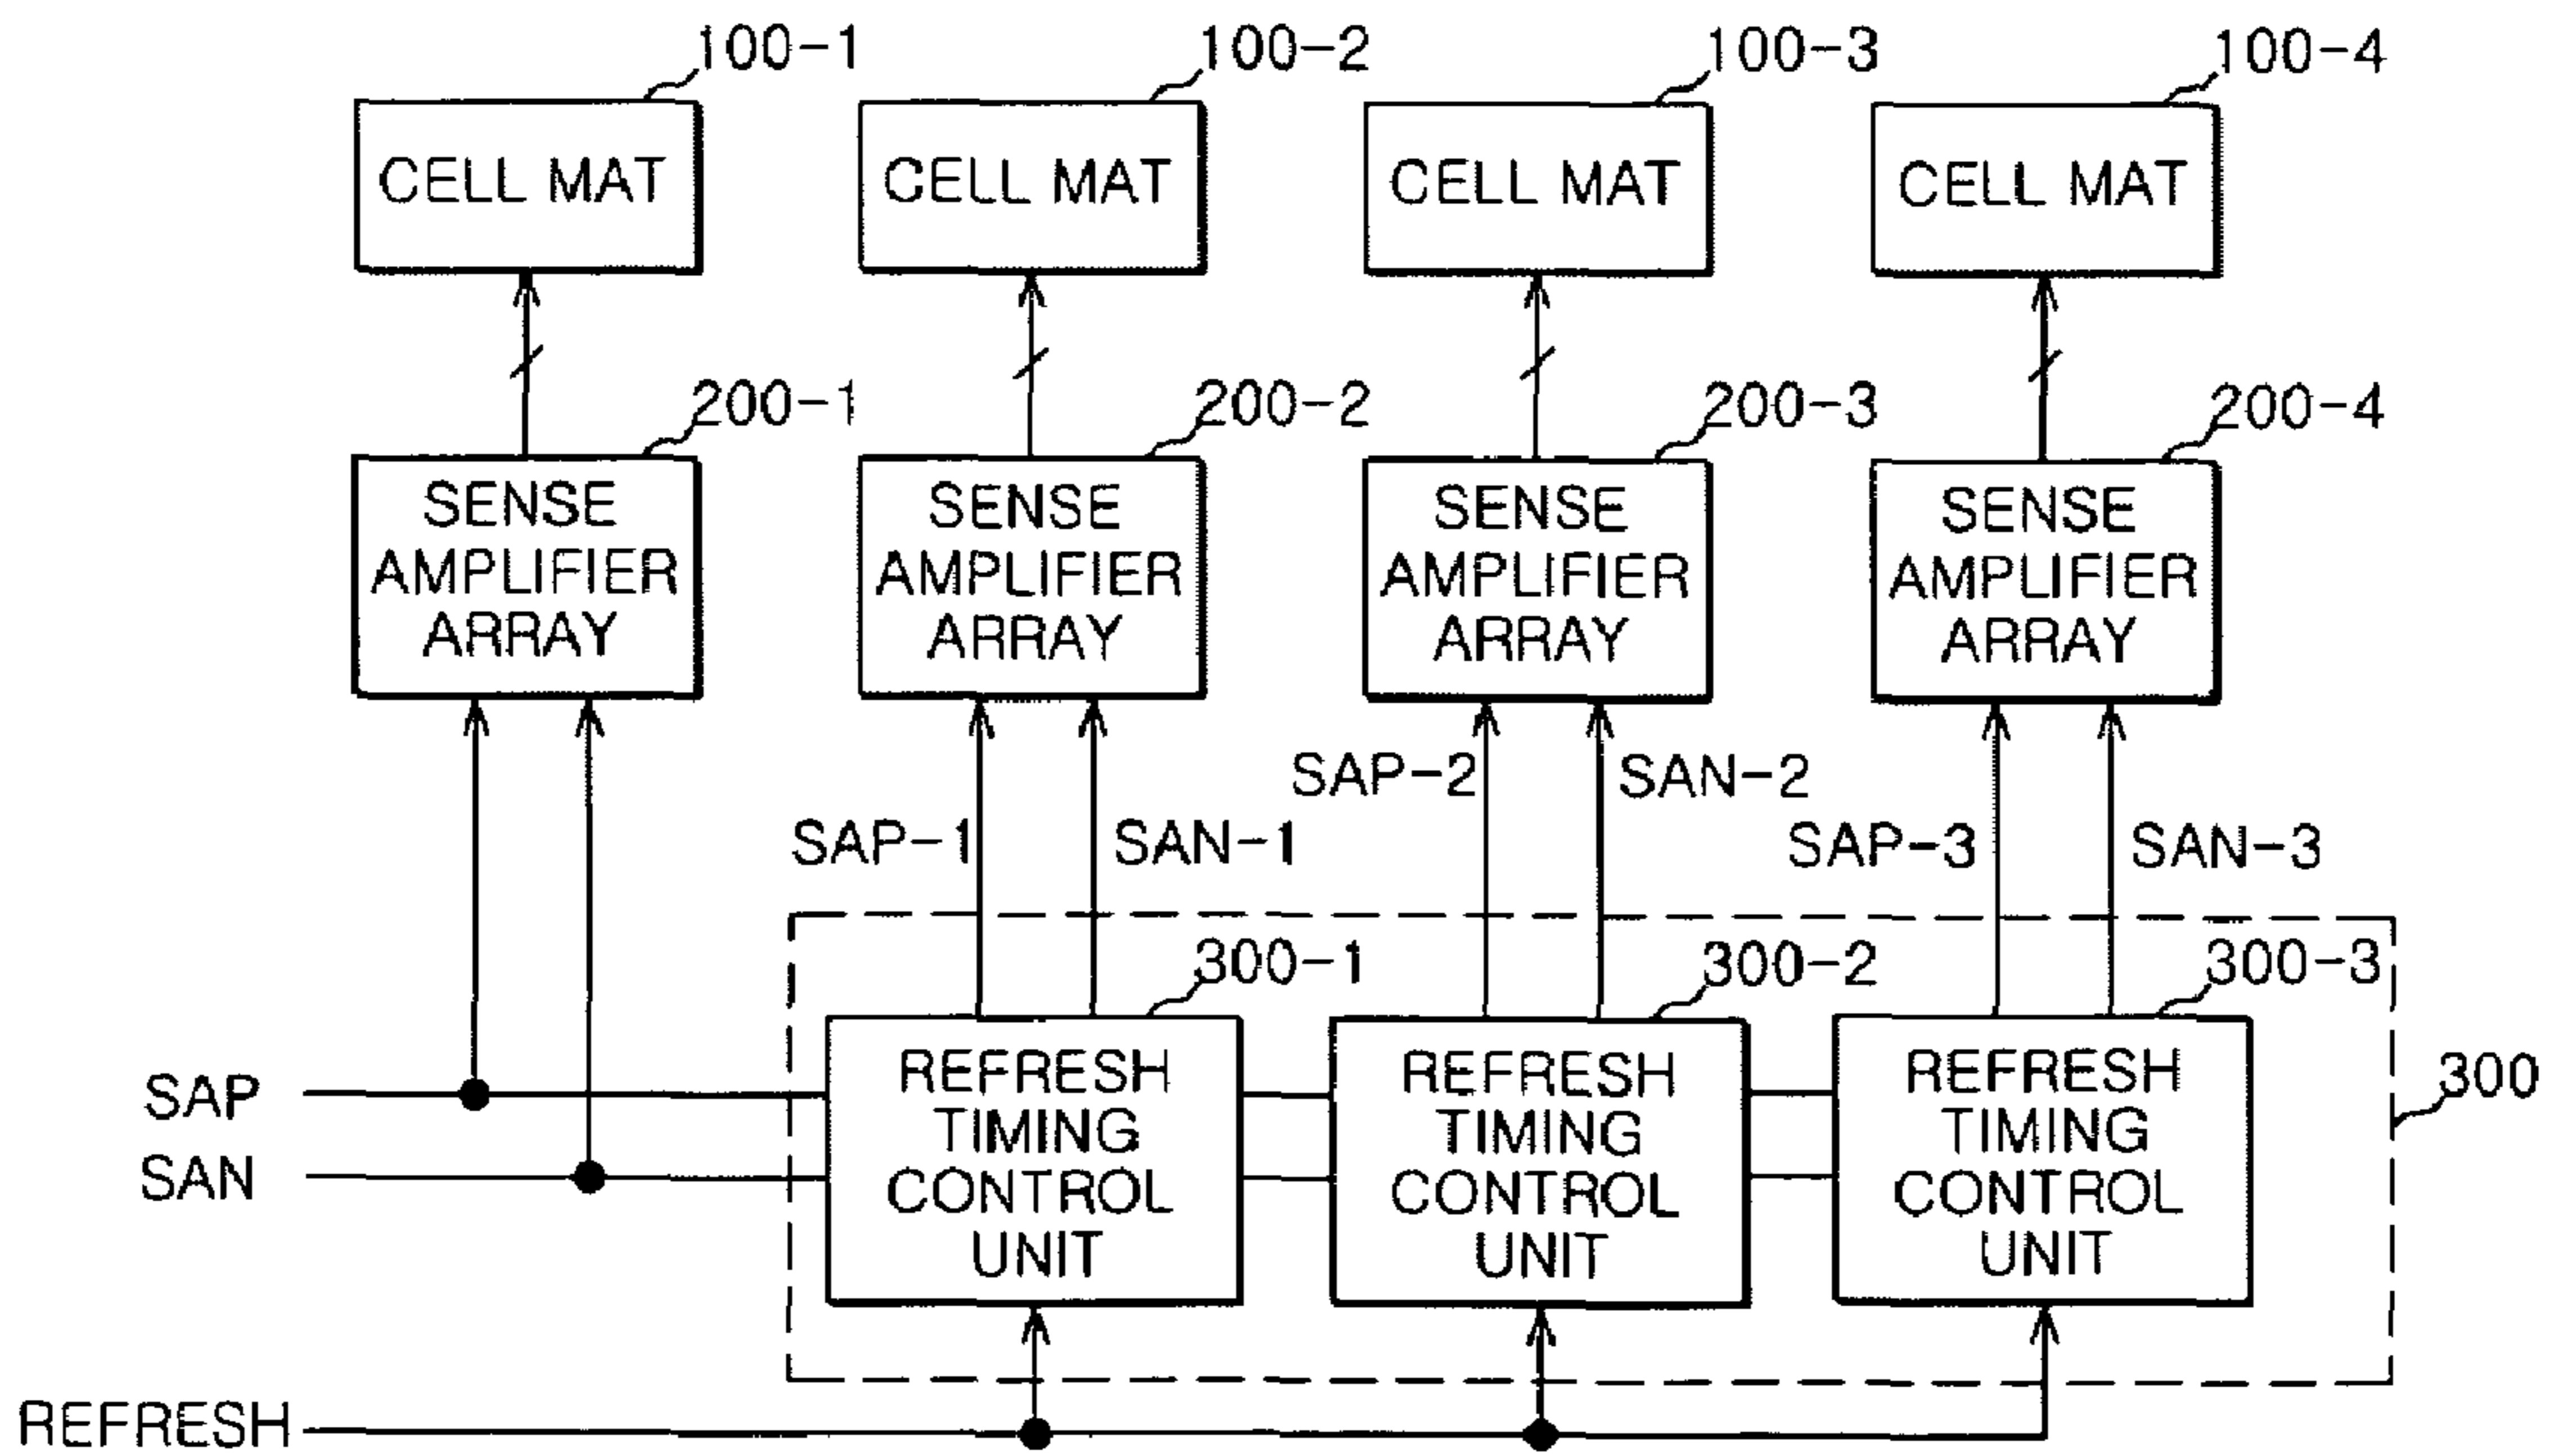 100-1
100-2
100-3
100-4
CELL MAT
CELL MAT
CELL MAT
CELL MAT
200-1
200-2
200-3
200-4
SENSE
AMPLIFIER
ARRAY
SENSE
AMPLIFIER
ARRAY
SENSE
AMPLIFIER
ARRAY
SENSE
AMPLIFIER
ARRAY
SAP-1
SAN-1
SAP-2
SAN-2
SAP-3
SAN-3
300-1
300-2
300-3
REFRESH
TIMING
CONTROL
UNIT
REFRESH
TIMING
CONTROL
UNIT
REFRESH
TIMING
CONTROL
UNIT
300
SAP
SAN
REFRESH